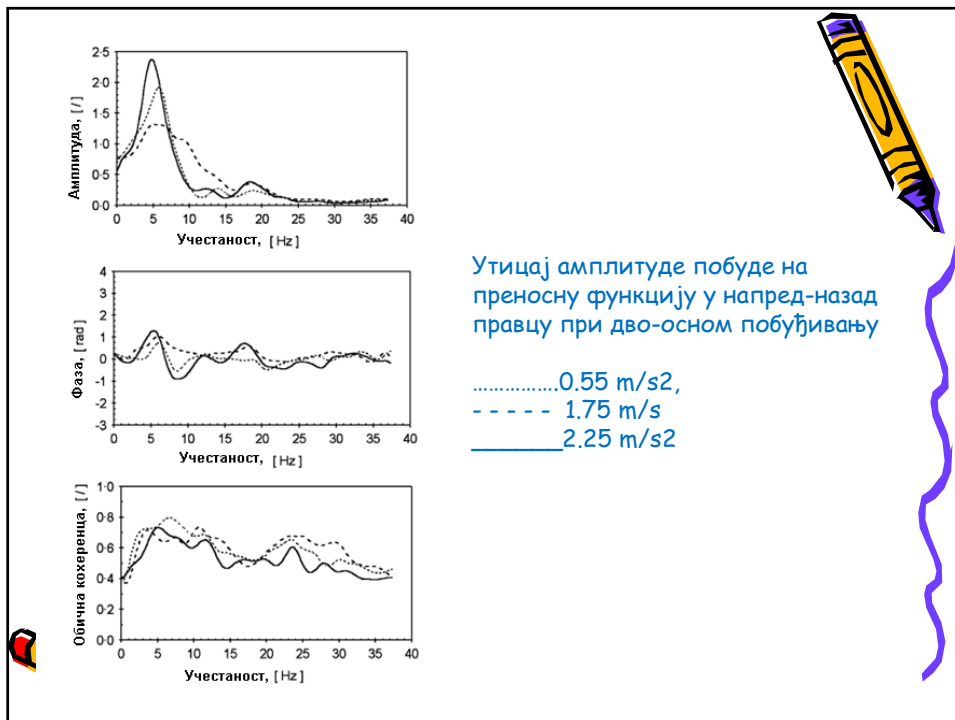 Амплитуда, [/]
2·5
2·0
1·5
1·0
0·5
0·0
0 5 10 15 20 25 30 35 40
Учестаност, [Hz]
Фаза, [rad]
4
3
2
1
0
-1
-2
-3
0 5 10 15 20 25 30 35 40
Учестаност, [Hz]
Обична кохеренца, [/]
1·0
0·8
0·6
0·4
0·2
0·0
0 5 10 15 20 25 30 35 40
Учестаност, [Hz]
Утицај амплитуде побуде на
преносну функцију у напред-назад
правцу при дво-осном побуђивању
................0.55 m/s2,
- - - - - 1.75 m/s
_______2.25 m/s2